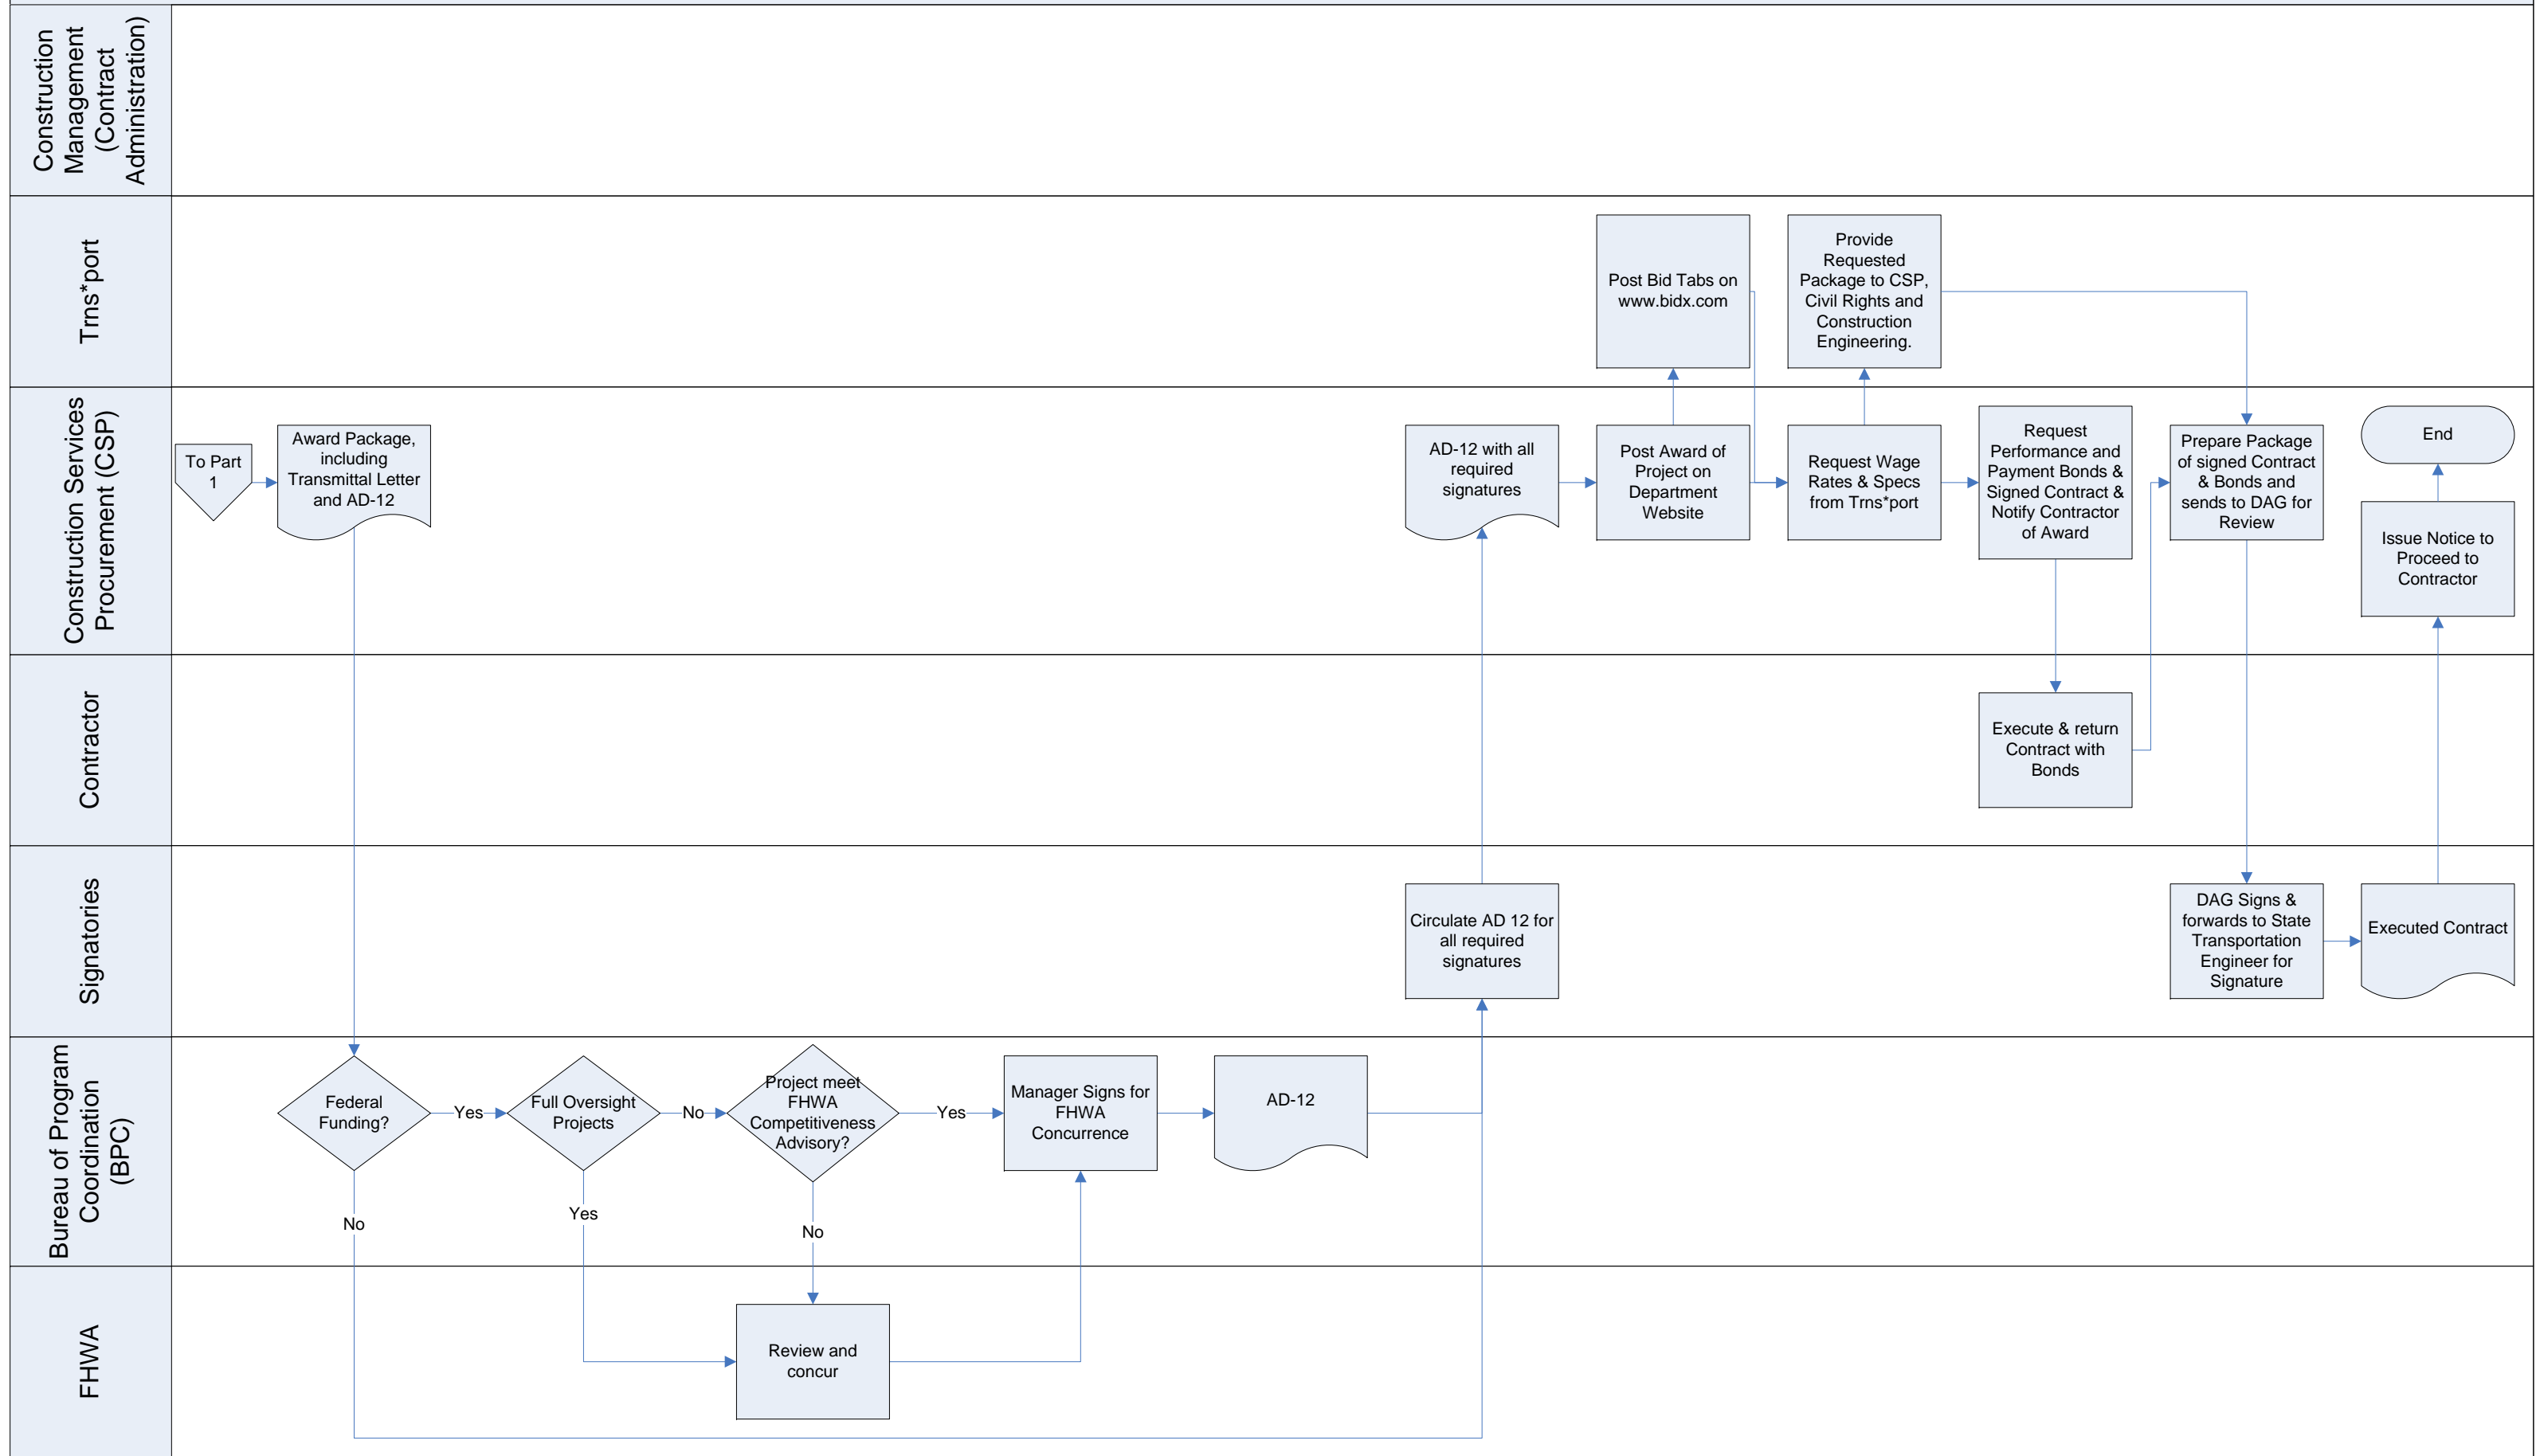 Construction
Management
(Contract
Administration)
Trns*port
Post Bid Tabs on
www.bidx.com
Provide
Requested
Package to CSP,
Civil Rights and
Construction
Engineering.
Construction Services
Procurement (CSP)
To Part
1
Award Package,
including
Transmittal Letter
and AD-12
AD-12 with all
required
signatures
Post Award of
Project on
Department
Website
Request Wage
Rates & Specs
from Trns*port
Request
Performance and
Payment Bonds &
Signed Contract &
Notify Contractor
of Award
Prepare Package
of signed Contract
& Bonds and
sends to DAG for
Review
End
Issue Notice to
Proceed to
Contractor
Contractor
Execute & return
Contract with
Bonds
Signatories
Circulate AD 12 for
all required
signatures
DAG Signs &
forwards to State
Transportation
Engineer for
Signature
Executed Contract
Bureau of Program
Coordination
(BPC)
Federal
Funding?
Yes
No
Full Oversight
Projects
No
Yes
Project meet
FHWA
Competitiveness
Advisory?
Yes
No
Manager Signs for
FHWA
Concurrence
AD-12
FHWA
Review and
concur